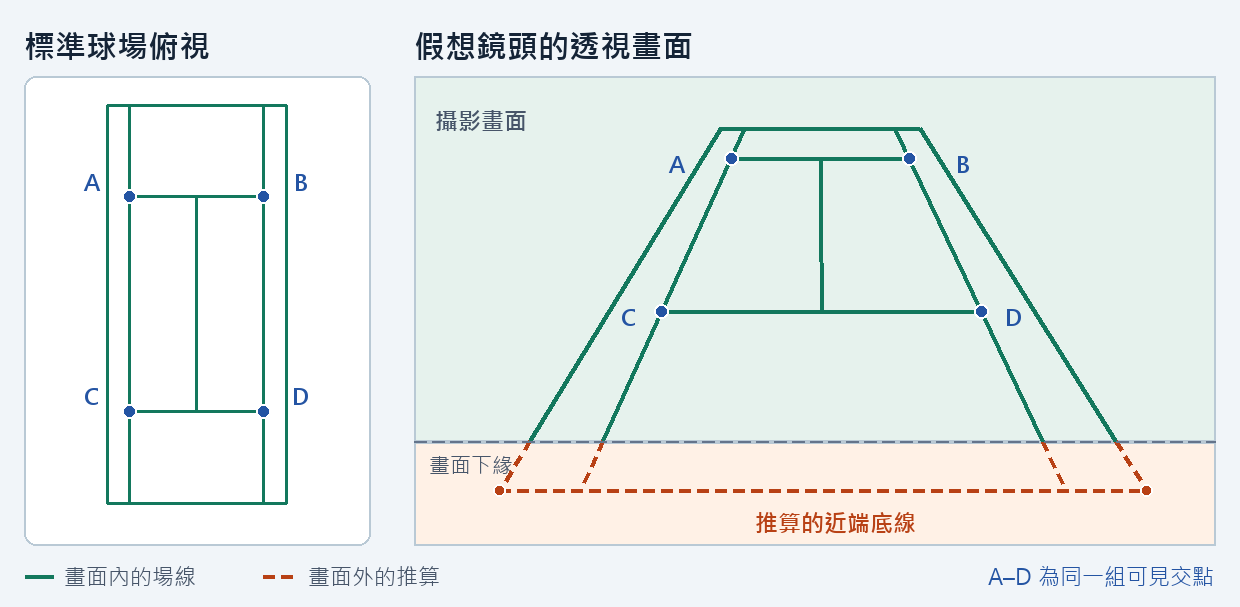 標準球場俯視
假想鏡頭的透視畫面
攝影畫面
A
B
C
D
A
B
C
D
畫面下緣
推算的近端底線
畫面內的場線
畫面外的推算
A–D 為同一組可見交點